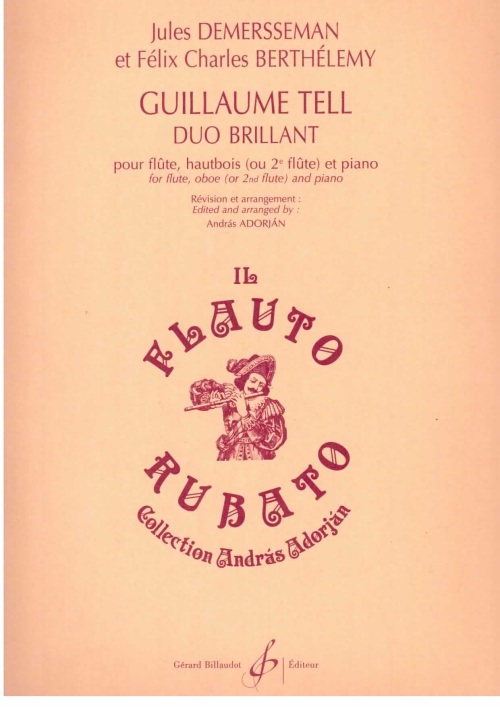 Jules DEMERSSEMAN
et Félix Charles BERTHÉLEMY
GUILLAUME TELL
DUO BRILLANT
pour flûte, hautbois (ou 2e flûte) et piano
for flute, oboe (or 2nd flute) and piano
Révision et arrangement :
Edited and arranged by :
András ADORJÁN
IL
FLAUTO
RUBATO
Collection András Adorján
Gérard Billaudot Éditeur